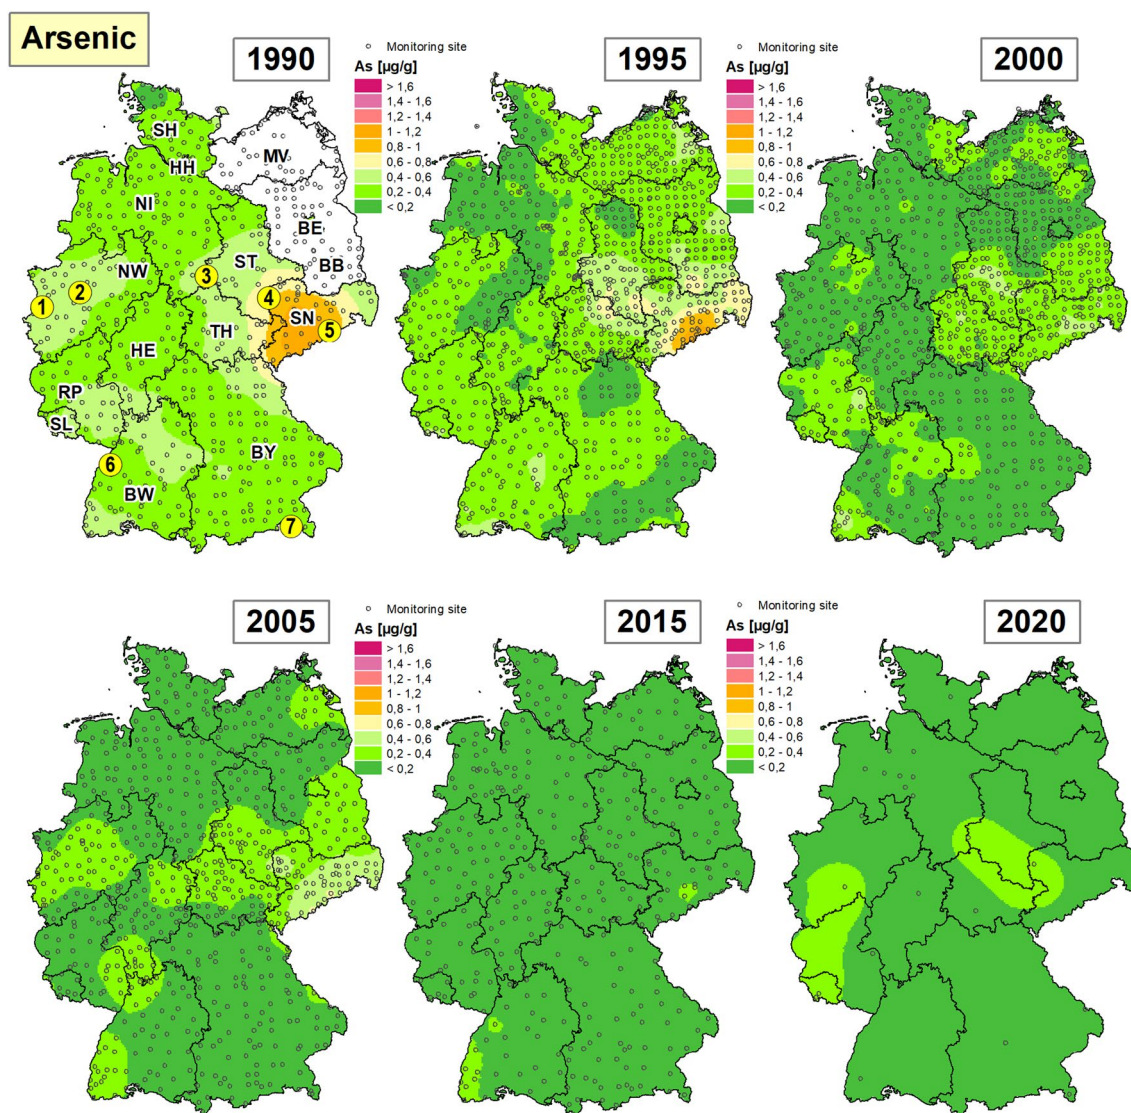 Arsenic
1990
Monitoring site
As [µg/g]
> 1,6
1,4 - 1,6
1,2 - 1,4
1 - 1,2
0,8 - 1
0,6 - 0,8
0,4 - 0,6
0,2 - 0,4
< 0,2
1995
Monitoring site
As [µg/g]
> 1,6
1,4 - 1,6
1,2 - 1,4
1 - 1,2
0,8 - 1
0,6 - 0,8
0,4 - 0,6
0,2 - 0,4
< 0,2
2000
SH
HH
MV
NI
BE
BB
ST
NW
3
2
1
4
SN
5
TH
HE
RP
SL
BY
6
BW
7
2005
Monitoring site
As [µg/g]
> 1,6
1,4 - 1,6
1,2 - 1,4
1 - 1,2
0,8 - 1
0,6 - 0,8
0,4 - 0,6
0,2 - 0,4
< 0,2
2015
Monitoring site
As [µg/g]
> 1,6
1,4 - 1,6
1,2 - 1,4
1 - 1,2
0,8 - 1
0,6 - 0,8
0,4 - 0,6
0,2 - 0,4
< 0,2
2020